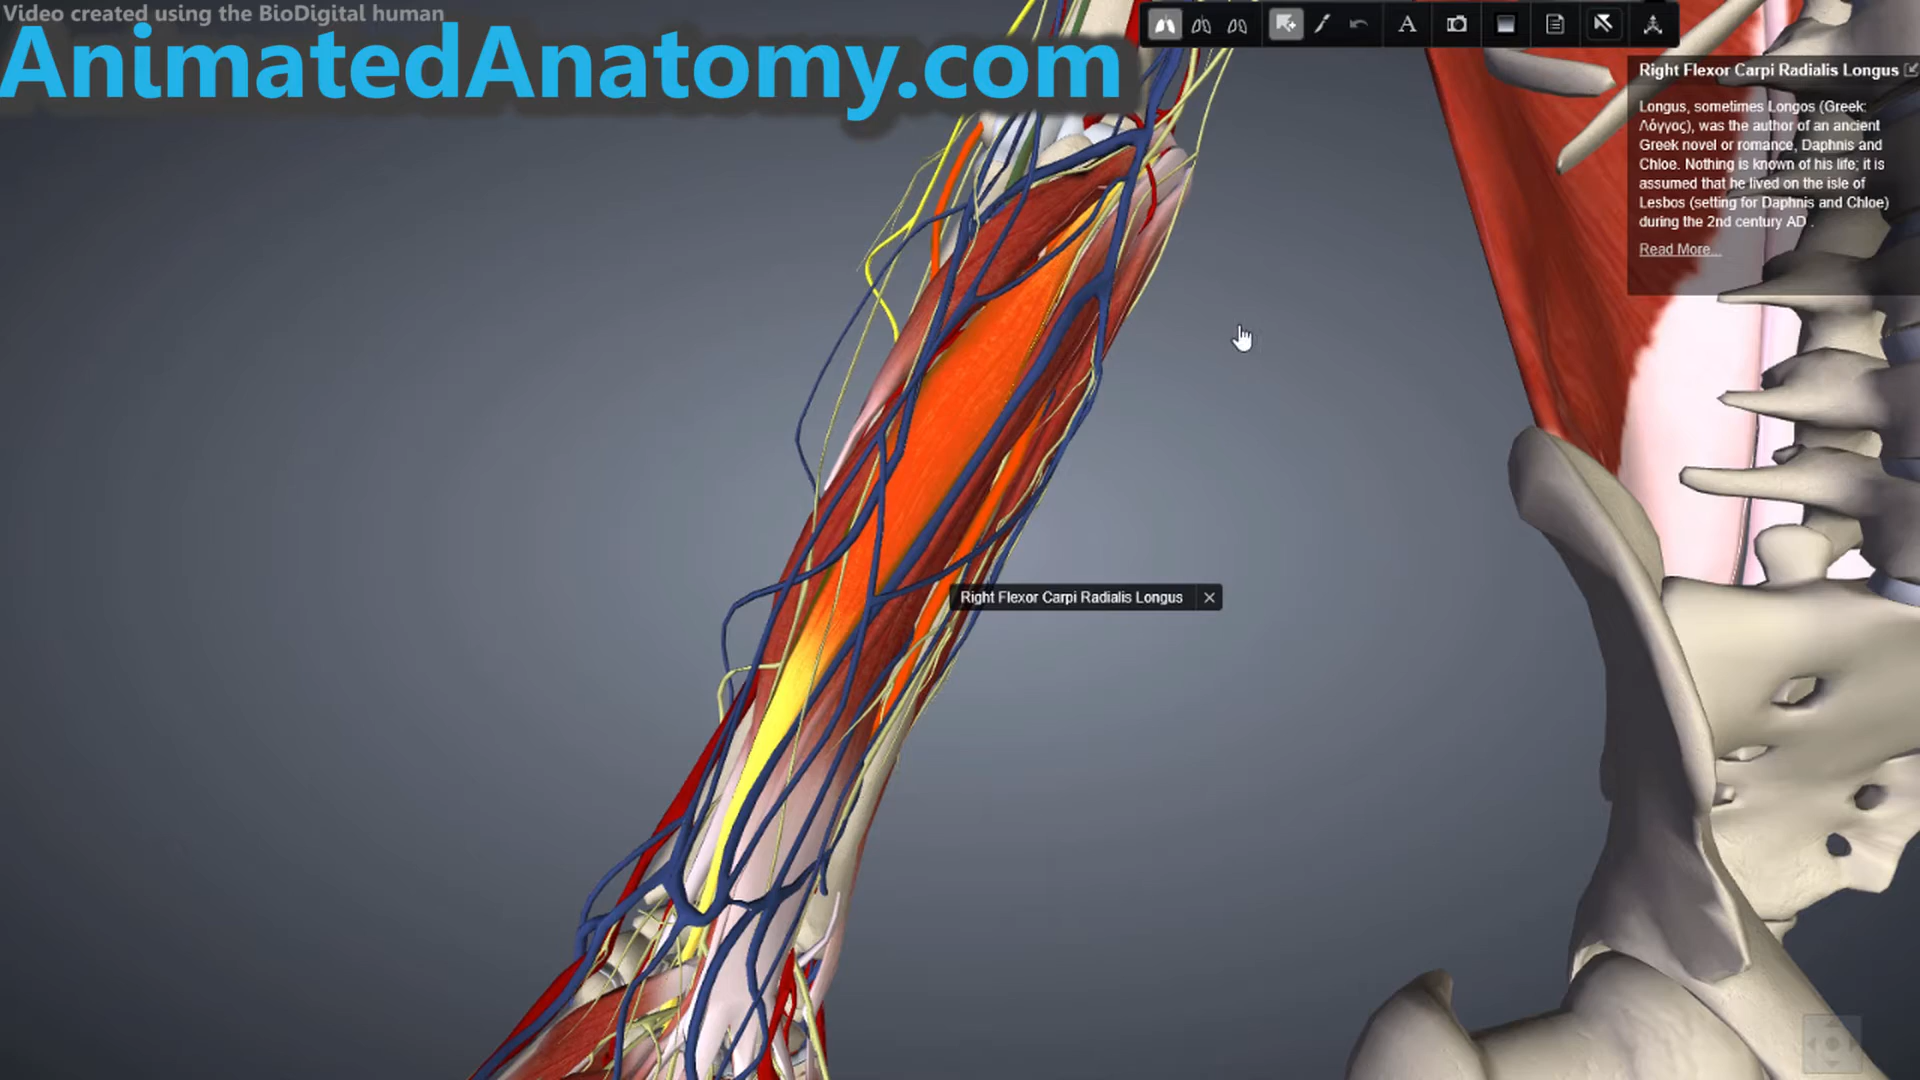 Video created using the BioDigital human
AnimatedAnatomy.com
A
Right Flexor Carpi Radialis Longus
Longus, sometimes Longos (Greek:
Λόγγος), was the author of an ancient
Greek novel or romance, Daphnis and
Chloe. Nothing is known of his life; it is
assumed that he lived on the isle of
Lesbos (setting for Daphnis and Chloe)
during the 2nd century AD .
Read More...
Right Flexor Carpi Radialis Longus